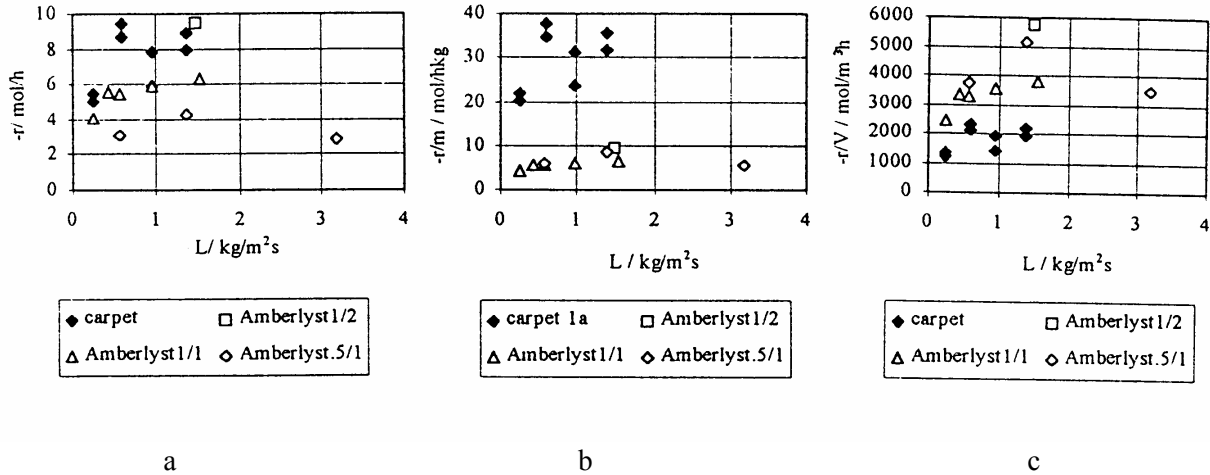 10
8
6
4
2
0
-r/ mol/h
0 1 2 3 4
L/ kg/m²s
◆ carpet □ Amberlyst1/2
△ Amberlyst1/1 ◇ Amberlyst.5/1
a
40
30
20
10
0
-r/m / mol/hkg
0 1 2 3 4
L / kg/m²s
◆ carpet 1a □ Amberlyst1/2
△ Amberlyst1/1 ◇ Amberlyst.5/1
b
6000
5000
4000
3000
2000
1000
0
-r/V / mol/m³h
0 1 2 3 4
L / kg/m²s
◆ carpet □ Amberlyst1/2
△ Amberlyst1/1 ◇ Amberlyst.5/1
c